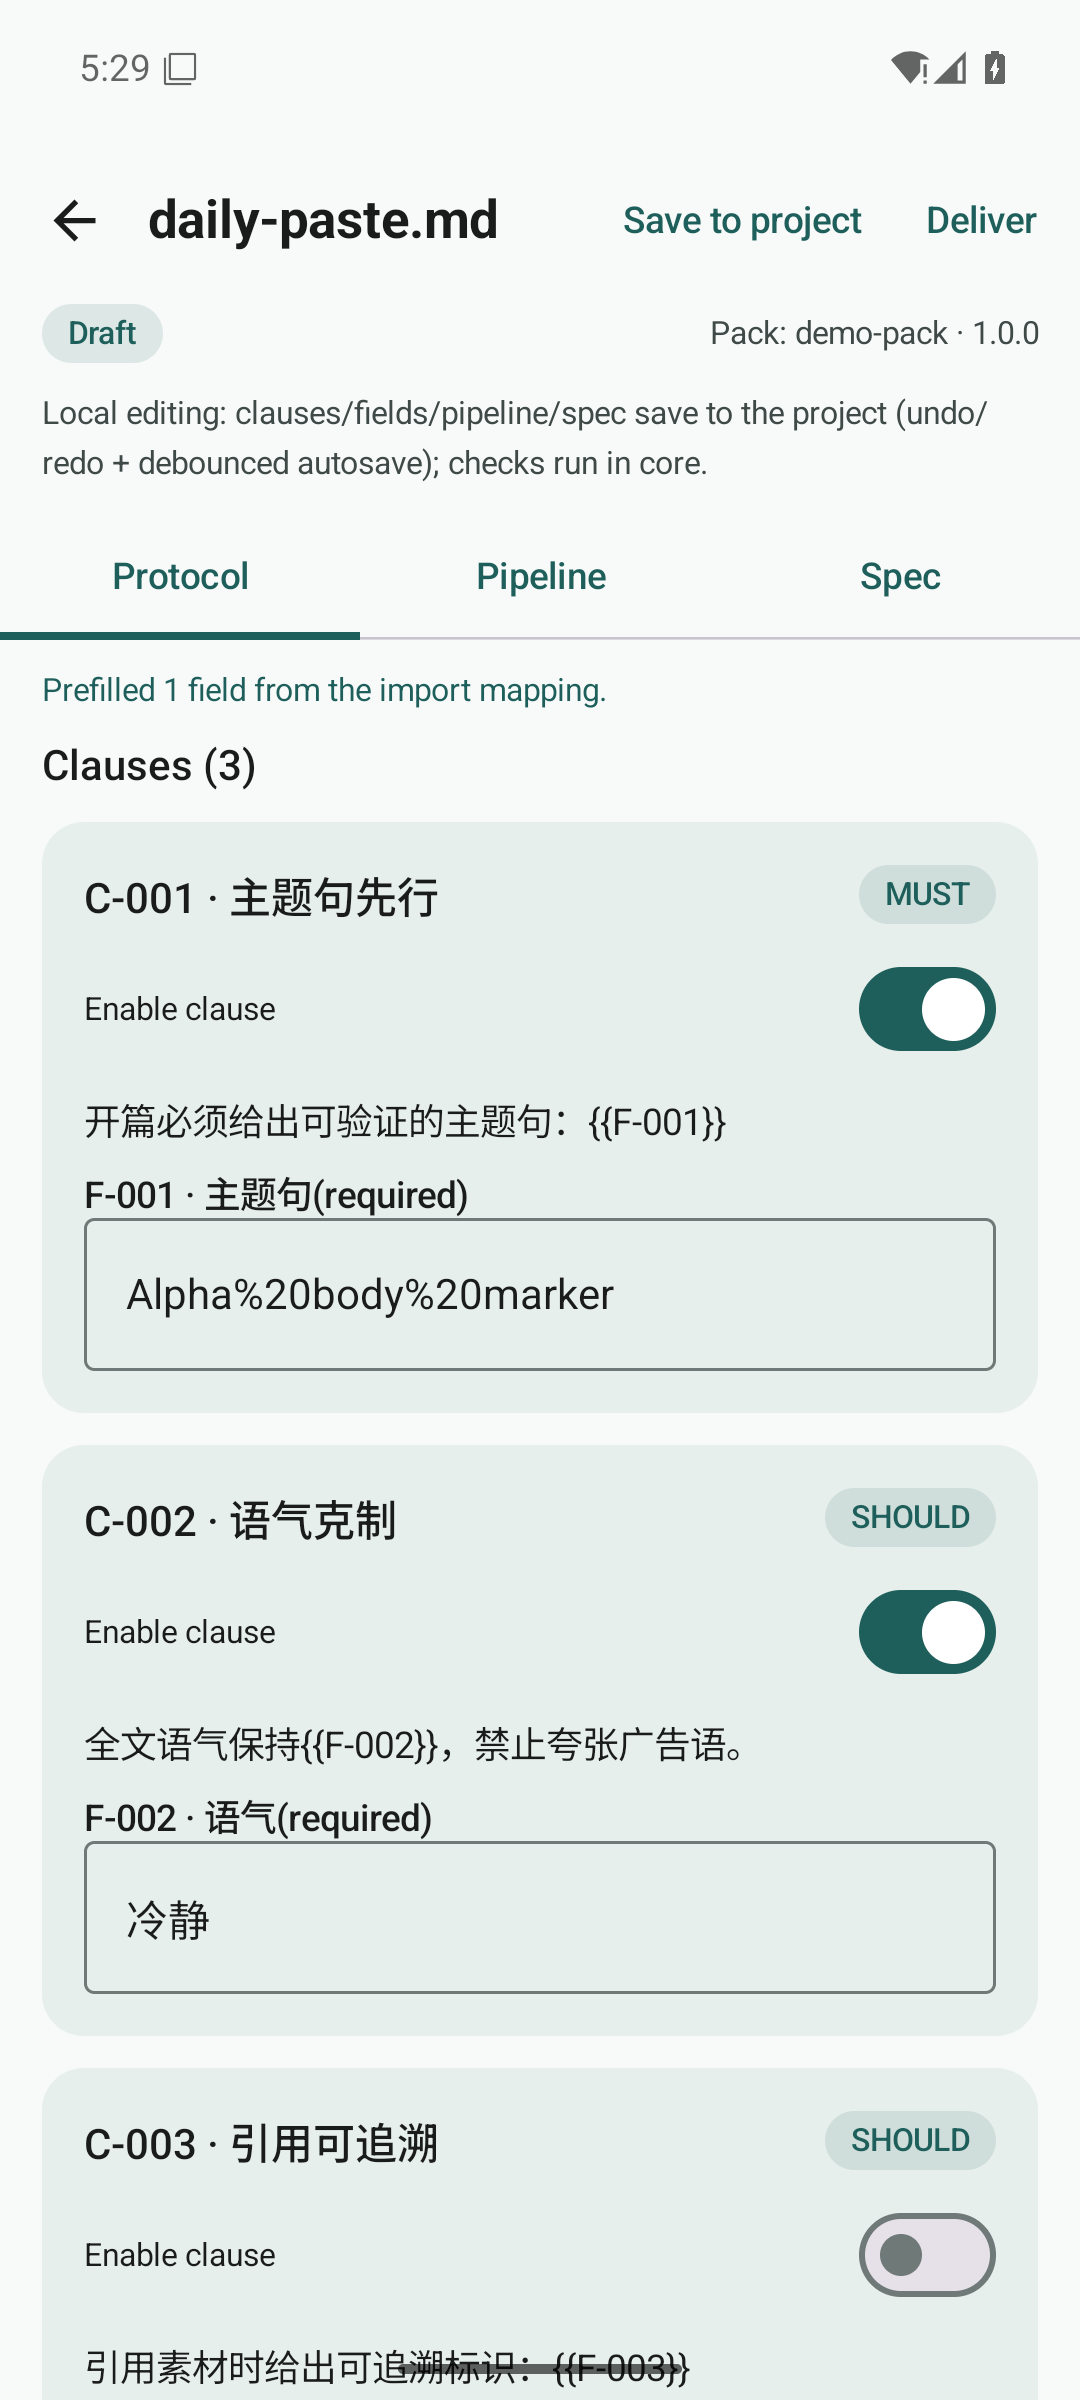 5:29
daily-paste.md
Save to project
Deliver
Draft
Pack: demo-pack · 1.0.0
Local editing: clauses/fields/pipeline/spec save to the project (undo/
redo + debounced autosave); checks run in core.
Protocol
Pipeline
Spec
Prefilled 1 field from the import mapping.
Clauses (3)
C-001 · 主题句先行
MUST
Enable clause
开篇必须给出可验证的主题句：{{F-001}}
F-001 · 主题句(required)
Alpha%20body%20marker
C-002 · 语气克制
SHOULD
Enable clause
全文语气保持{{F-002}}，禁止夸张广告语。
F-002 · 语气(required)
冷静
C-003 · 引用可追溯
SHOULD
Enable clause
引用素材时给出可追溯标识：{{F-003}}